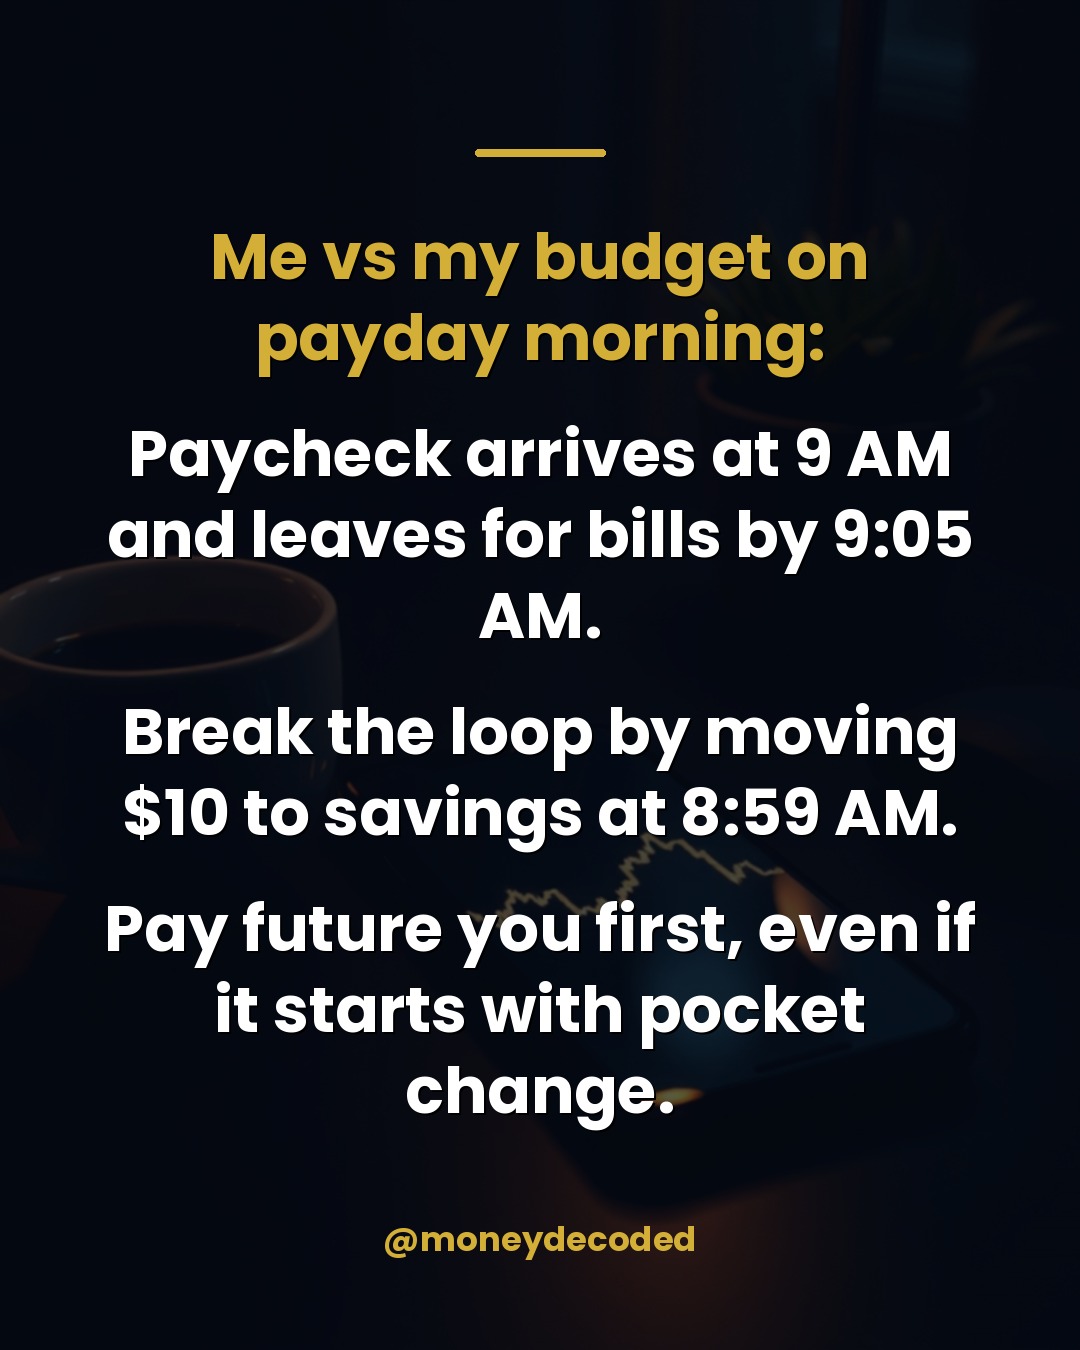 Me vs my budget on
payday morning:
Paycheck arrives at 9 AM
and leaves for bills by 9:05
AM.
Break the loop by moving
$10 to savings at 8:59 AM.
Pay future you first, even if
it starts with pocket
change.
@moneydecoded